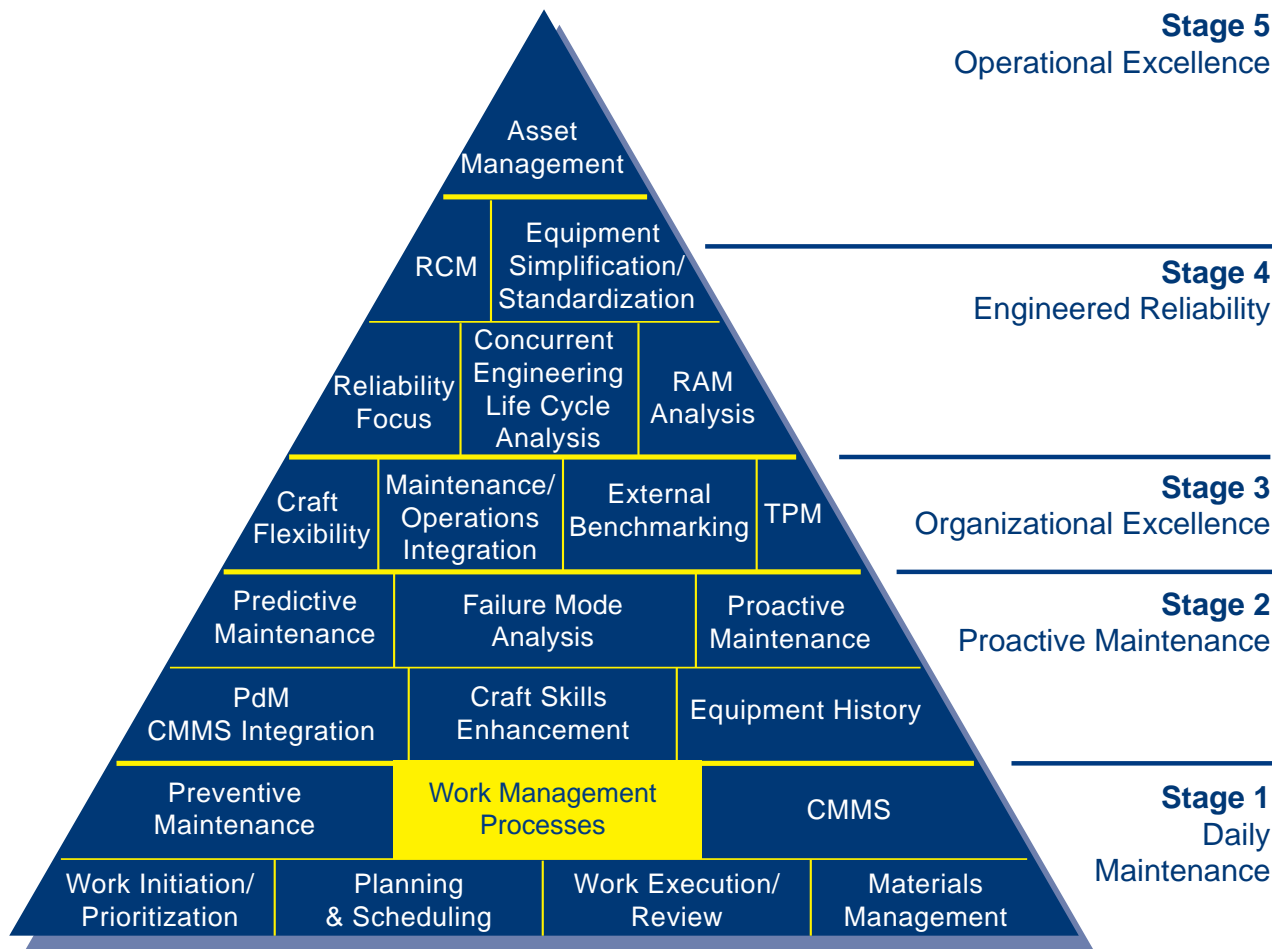 Stage 5
Operational Excellence
Asset
Management
RCM
Equipment
Simplification/
Standardization
Stage 4
Engineered Reliability
Reliability
Focus
Concurrent
Engineering
Life Cycle
Analysis
RAM
Analysis
Craft
Flexibility
Maintenance/
Operations
Integration
External
Benchmarking
TPM
Stage 3
Organizational Excellence
Predictive
Maintenance
Failure Mode
Analysis
Proactive
Maintenance
Stage 2
Proactive Maintenance
PdM
CMMS Integration
Craft Skills
Enhancement
Equipment History
Preventive
Maintenance
Work Management
Processes
CMMS
Stage 1
Daily
Maintenance
Work Initiation/
Prioritization
Planning
& Scheduling
Work Execution/
Review
Materials
Management